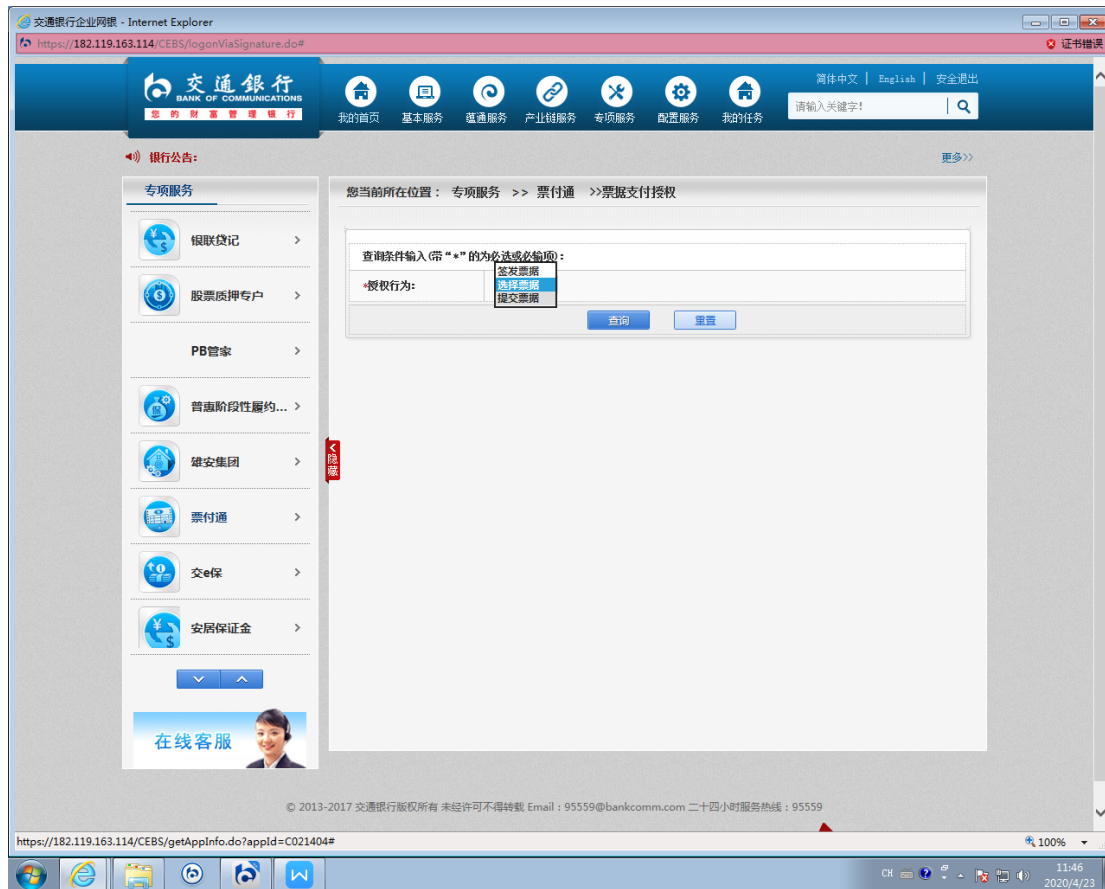 交通银行企业网银 - Internet Explorer
https://182.119.163.114/CEBS/logonViaSignature.do#
证书错误
交通銀行
BANK OF COMMUNICATIONS
您的财富管理银行
我的首页
基本服务
蕴通服务
产业链服务
专项服务
配置服务
我的任务
简体中文 | English | 安全退出
请输入关键字!
银行公告:
更多>>
专项服务
您当前所在位置: 专项服务 >> 票付通 >>票据支付授权
银联贷记
股票质押专户
PB管家
普惠阶段性履约...
雄安集团
票付通
交e保
安居保证金
查询条件输入(带“*”的为必选或必输项):
*授权行为:
签发票据
选择票据
提交票据
查询
重置
隐藏
在线客服
© 2013-2017 交通银行版权所有 未经许可不得转载 Email : 95559@bankcomm.com 二十四小时服务热线 : 95559
https://182.119.163.114/CEBS/getAppInfo.do?appId=C021404#
100%
CH
11:46
2020/4/23